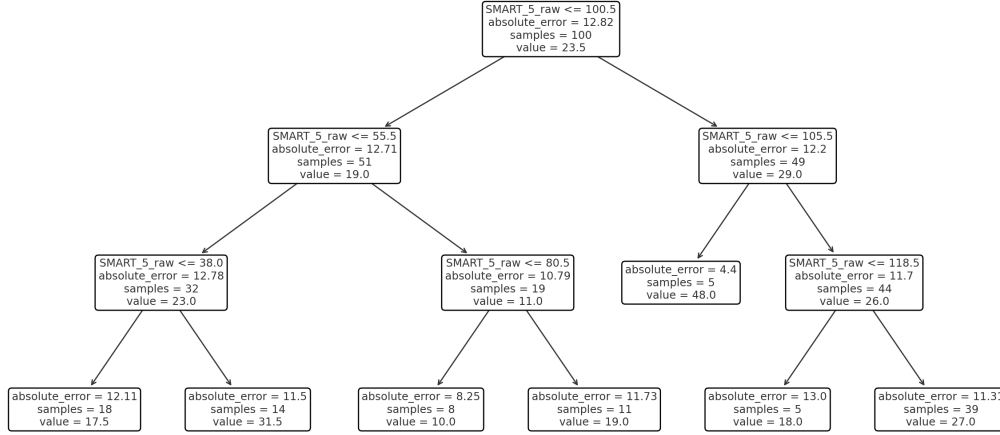 SMART_5_raw <= 100.5
absolute_error = 12.82
samples = 100
value = 23.5
SMART_5_raw <= 55.5
absolute_error = 12.71
samples = 51
value = 19.0
SMART_5_raw <= 105.5
absolute_error = 12.2
samples = 49
value = 29.0
SMART_5_raw <= 38.0
absolute_error = 12.78
samples = 32
value = 23.0
SMART_5_raw <= 80.5
absolute_error = 10.79
samples = 19
value = 11.0
absolute_error = 4.4
samples = 5
value = 48.0
SMART_5_raw <= 118.5
absolute_error = 11.7
samples = 44
value = 26.0
absolute_error = 12.11
samples = 18
value = 17.5
absolute_error = 11.5
samples = 14
value = 31.5
absolute_error = 8.25
samples = 8
value = 10.0
absolute_error = 11.73
samples = 11
value = 19.0
absolute_error = 13.0
samples = 5
value = 18.0
absolute_error = 11.31
samples = 39
value = 27.0